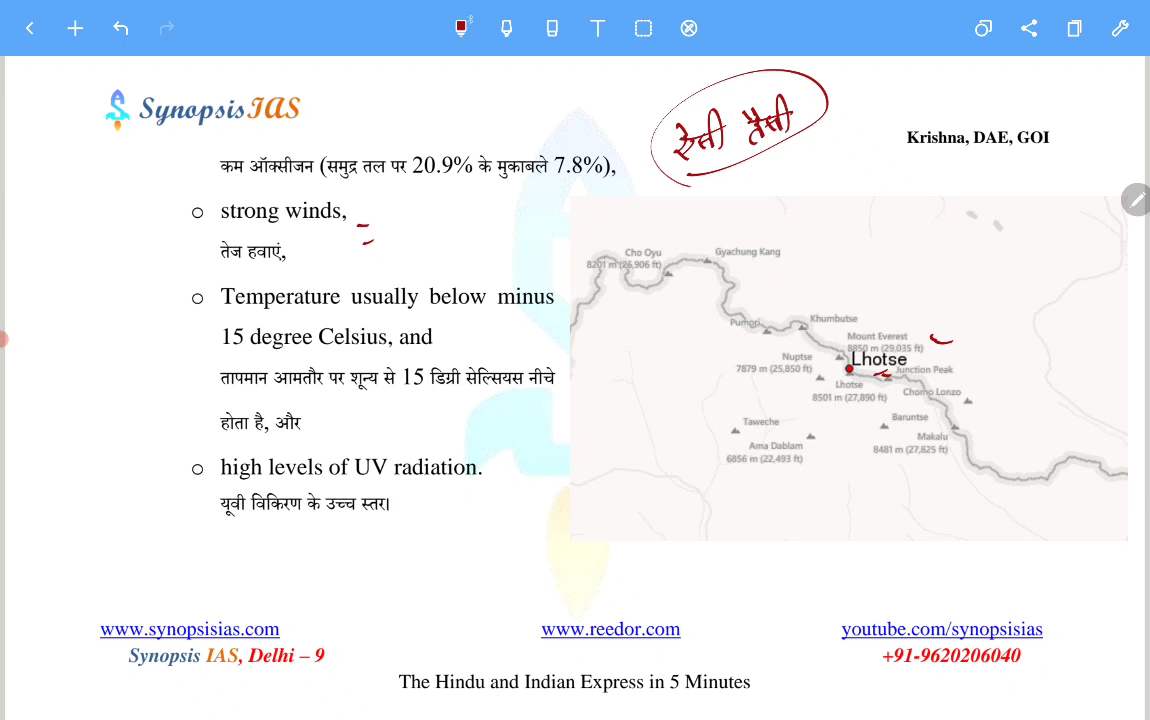 Synopsis IAS
Krishna, DAE, GOI
कम ऑक्सीजन (समुद्र तल पर 20.9% के मुकाबले 7.8%),
o strong winds,
तेज हवाएं,
o Temperature usually below minus
15 degree Celsius, and
तापमान आमतौर पर शून्य से 15 डिग्री सेल्सियस नीचे
होता है, और
o high levels of UV radiation.
यूवी विकिरण के उच्च स्तर।
Cho Oyu
8201 m (26,906 ft)
Gyachung Kang
Pumori
Khumbutse
Mount Everest
8850 m (29,035 ft)
Lhotse
Nuptse
7879 m (25,850 ft)
Junction Peak
Lhotse
8501 m (27,890 ft)
Chomo Lonzo
Baruntse
Taweche
Makalu
8481 m (27,825 ft)
Ama Dablam
6856 m (22,493 ft)
www.synopsisias.com www.reedor.com youtube.com/synopsisias
Synopsis IAS, Delhi – 9 +91-9620206040
The Hindu and Indian Express in 5 Minutes